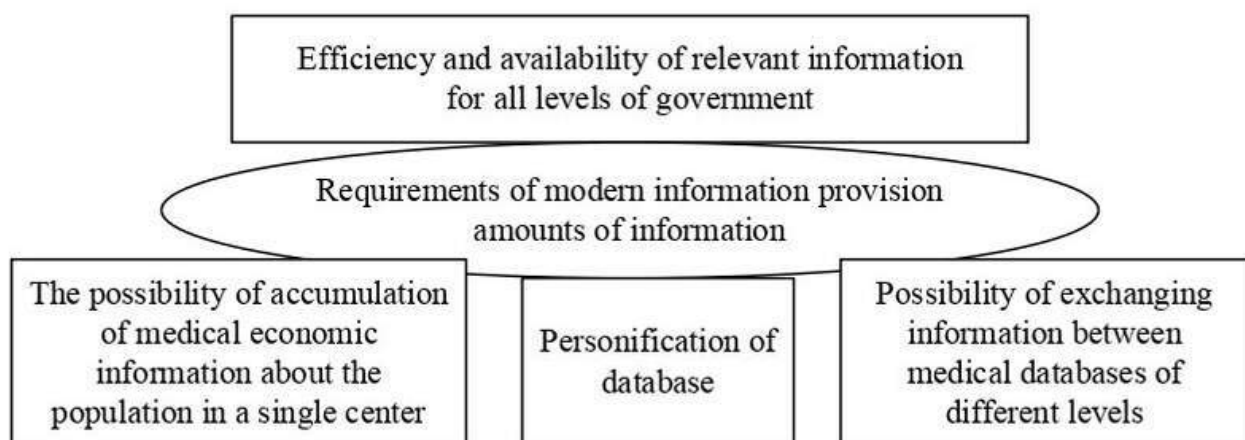 Efficiency and availability of relevant information
for all levels of government
Requirements of modern information provision
amounts of information
The possibility of accumulation
of medical economic
information about the
population in a single center
Personification of
database
Possibility of exchanging
information between
medical databases of
different levels